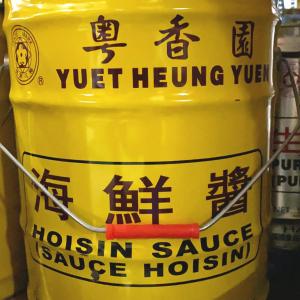 粵香園
®
YUET HEUNG YUEN
海鮮醬
HOISIN SAUCE
(SAUCE HOISIN)